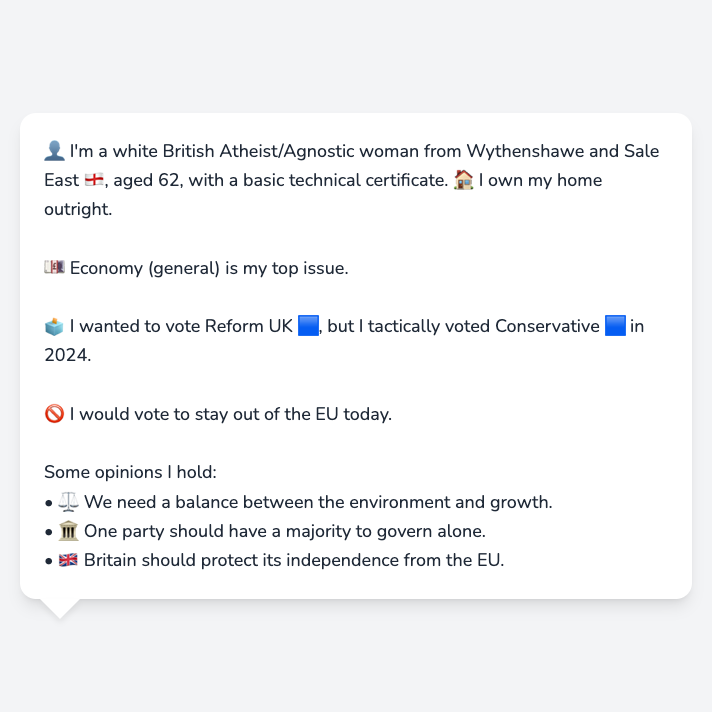 👤 I'm a white British Atheist/Agnostic woman from Wythenshawe and Sale
East 🏴󠁧󠁢󠁥󠁮󠁧󠁿, aged 62, with a basic technical certificate. 🏠 I own my home
outright.
💷 Economy (general) is my top issue.
🗳️ I wanted to vote Reform UK 🟦, but I tactically voted Conservative 🟦 in
2024.
🚫 I would vote to stay out of the EU today.
Some opinions I hold:
• ⚖️ We need a balance between the environment and growth.
• 🏛️ One party should have a majority to govern alone.
• 🇬🇧 Britain should protect its independence from the EU.